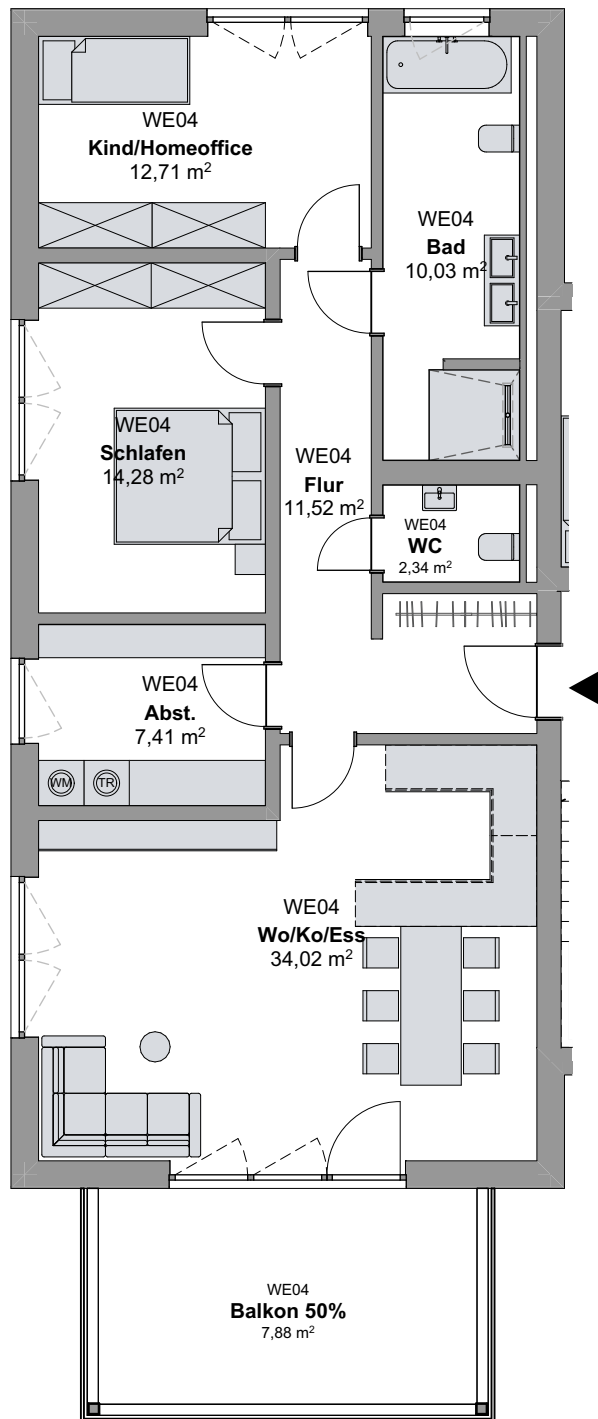 WE04
Kind/Homeoffice
12,71 m²
WE04
Bad
10,03 m²
WE04
Schlafen
14,28 m²
WE04
Flur
11,52 m²
WE04
WC
2,34 m²
WE04
Abst.
7,41 m²
WM
TR
WE04
Wo/Ko/Ess
34,02 m²
WE04
Balkon 50%
7,88 m²